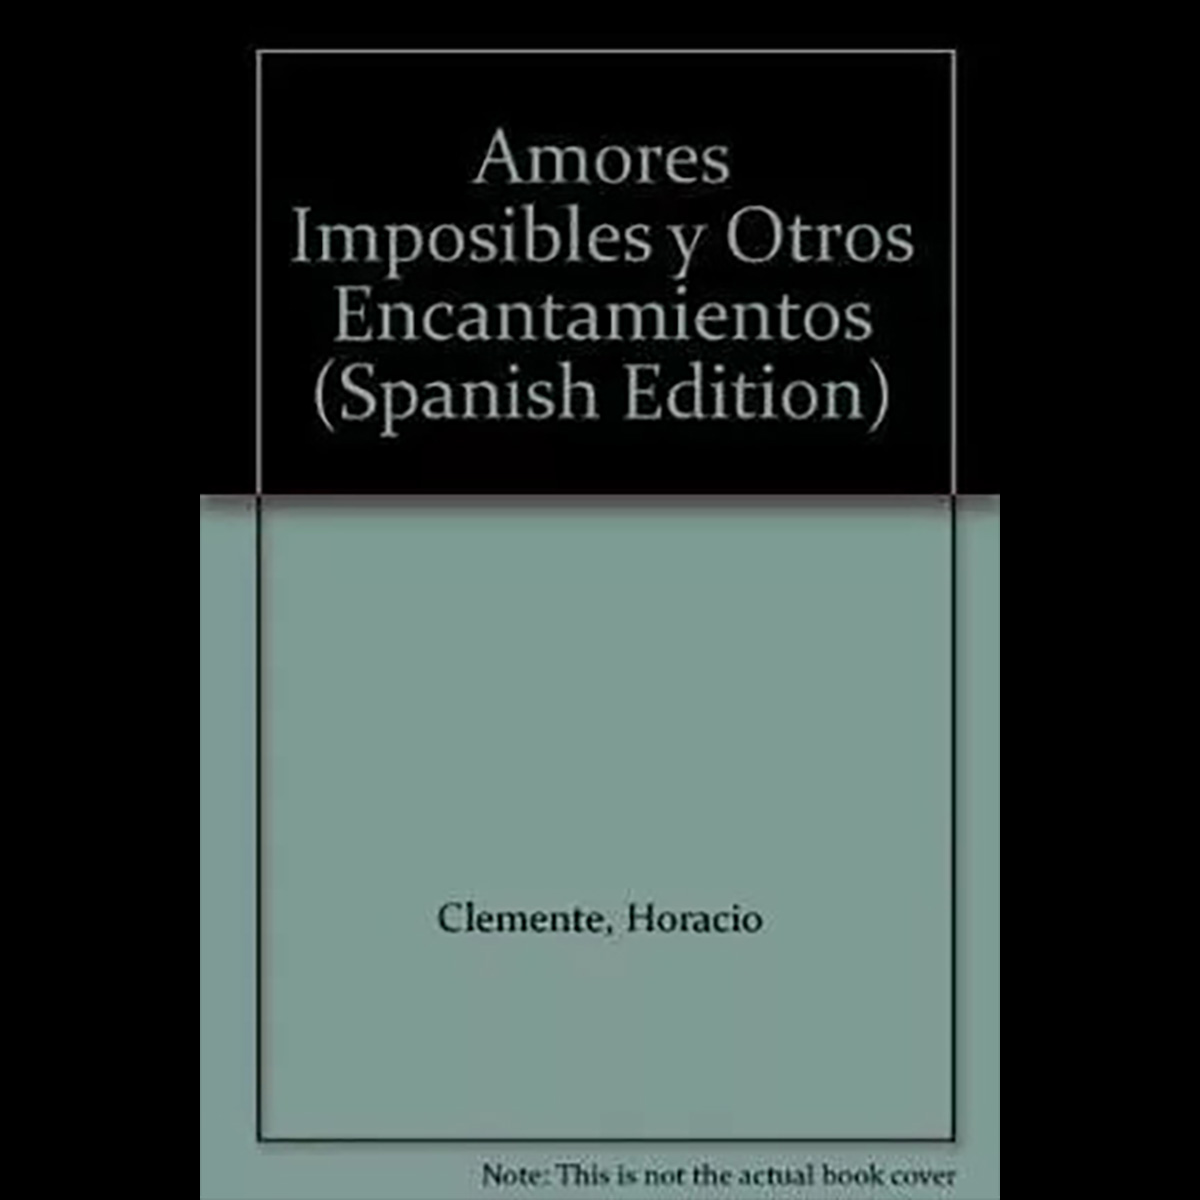 Amores
Imposibles y Otros
Encantamientos
(Spanish Edition)
Clemente, Horacio
Note: This is not the actual book cover